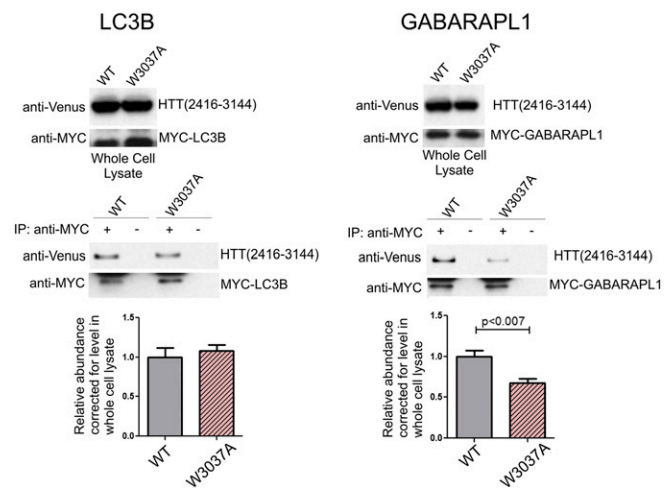 LC3B
WT
W3037A
anti-Venus
HTT(2416-3144)
anti-MYC
MYC-LC3B
Whole Cell
Lysate
WT
W3037A
IP: anti-MYC + - + -
anti-Venus
HTT(2416-3144)
anti-MYC
MYC-LC3B
Relative abundance
corrected for level in
whole cell lysate
1.5
1.0
0.5
0.0
WT
W3037A
GABARAPL1
WT
W3037A
anti-Venus
HTT(2416-3144)
anti-MYC
MYC-GABARAPL1
Whole Cell
Lysate
WT
W3037A
IP: anti-MYC + - + -
anti-Venus
HTT(2416-3144)
anti-MYC
MYC-GABARAPL1
Relative abundance
corrected for level in
whole cell lysate
1.5
1.0
0.5
0.0
p<0.007
WT
W3037A